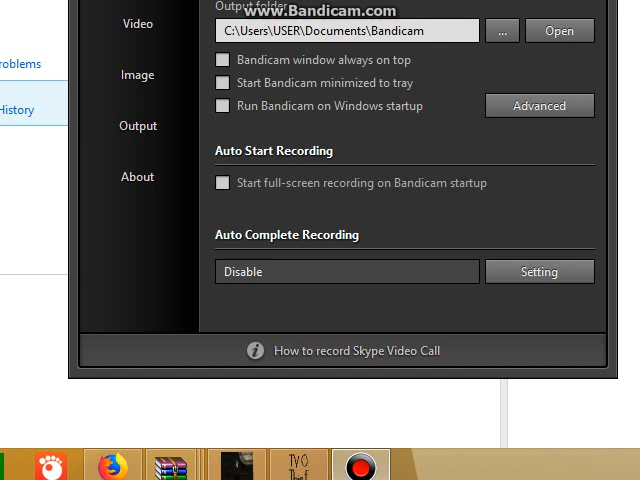 www.Bandicam.com
Output folder
Video
C:\Users\USER\Documents\Bandicam
...
Open
roblems
Bandicam window always on top
Image
Start Bandicam minimized to tray
History
Run Bandicam on Windows startup
Advanced
Output
Auto Start Recording
About
Start full-screen recording on Bandicam startup
Auto Complete Recording
Disable
Setting
How to record Skype Video Call
TV O
Thief